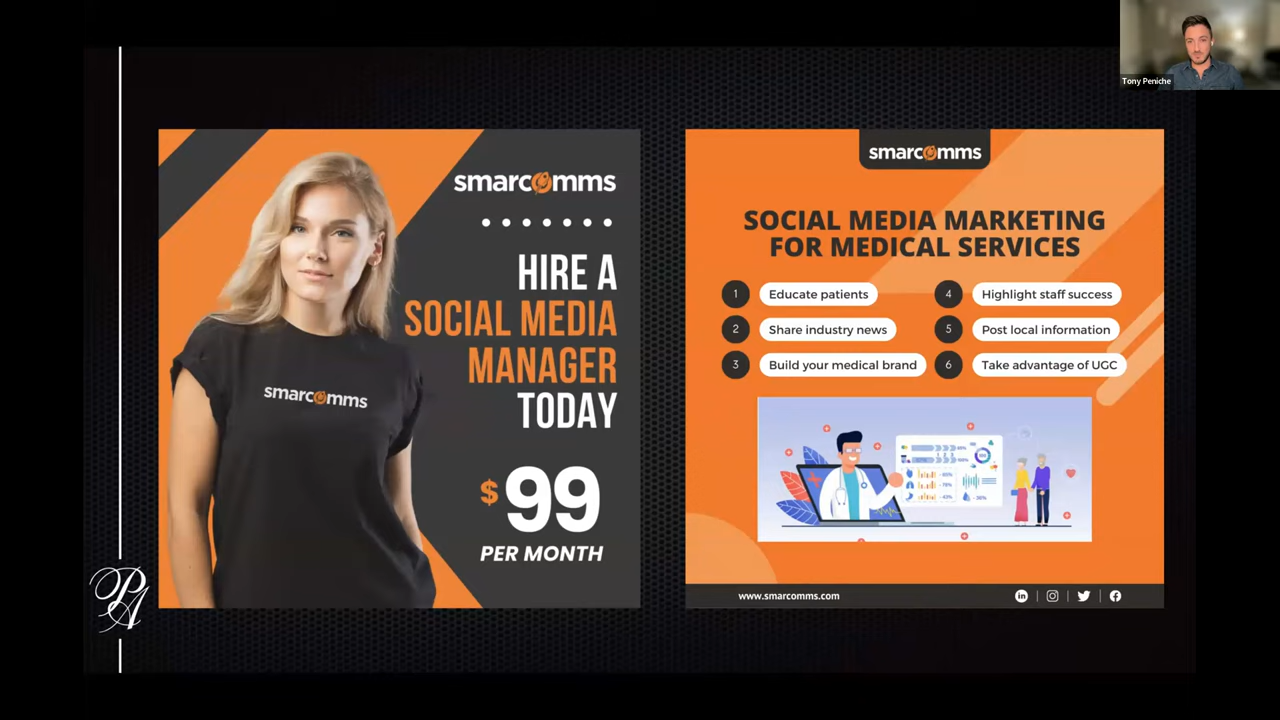 Tony Peniche
smarcomms
HIRE A
SOCIAL MEDIA
MANAGER
TODAY
$99
PER MONTH
smarcomms
smarcomms
SOCIAL MEDIA MARKETING
FOR MEDICAL SERVICES
1 Educate patients
2 Share industry news
3 Build your medical brand
4 Highlight staff success
5 Post local information
6 Take advantage of UGC
www.smarcomms.com
PA